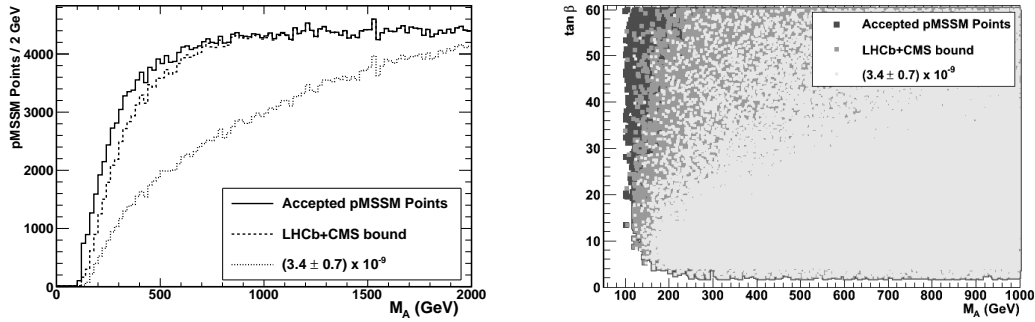 pMSSM Points / 2 GeV
4000
3000
2000
1000
0
Accepted pMSSM Points
LHCb+CMS bound
(3.4 ± 0.7) x 10⁻⁹
0 500 1000 1500 2000
M_A (GeV)
tan β
60
50
40
30
20
10
0
Accepted pMSSM Points
LHCb+CMS bound
(3.4 ± 0.7) x 10⁻⁹
100 200 300 400 500 600 700 800 900 1000
M_A (GeV)